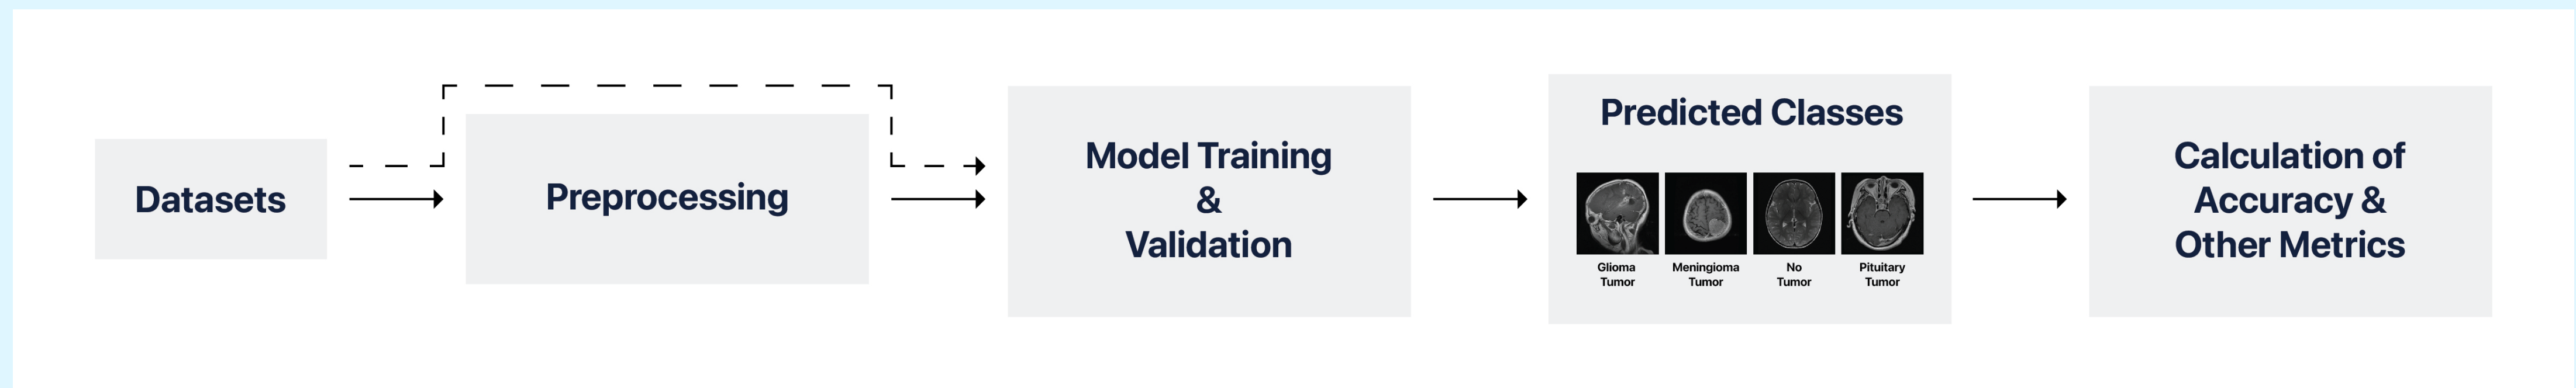 Datasets
Preprocessing
Model Training
&
Validation
Predicted Classes
Glioma
Tumor
Meningioma
Tumor
No
Tumor
Pituitary
Tumor
Calculation of
Accuracy &
Other Metrics